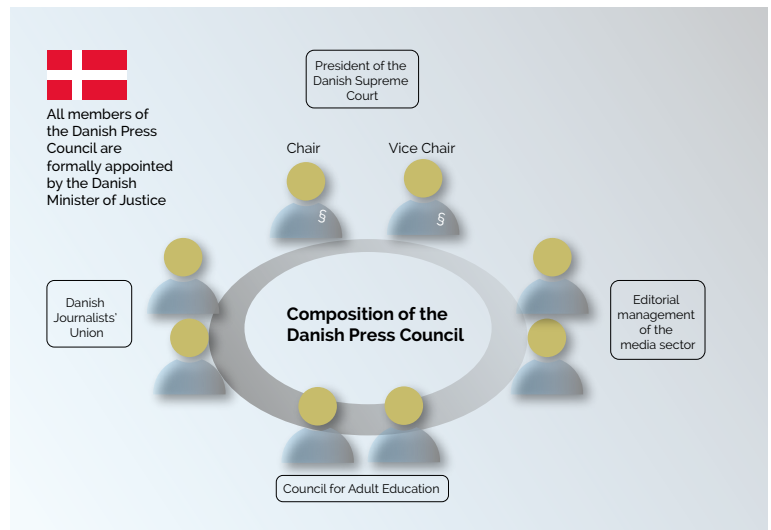 President of the
Danish Supreme
Court
All members of
the Danish Press
Council are
formally appointed
by the Danish
Minister of Justice
Chair
Vice Chair
§
§
Danish
Journalists'
Union
Composition of the
Danish Press Council
Editorial
management
of the
media sector
Council for Adult Education